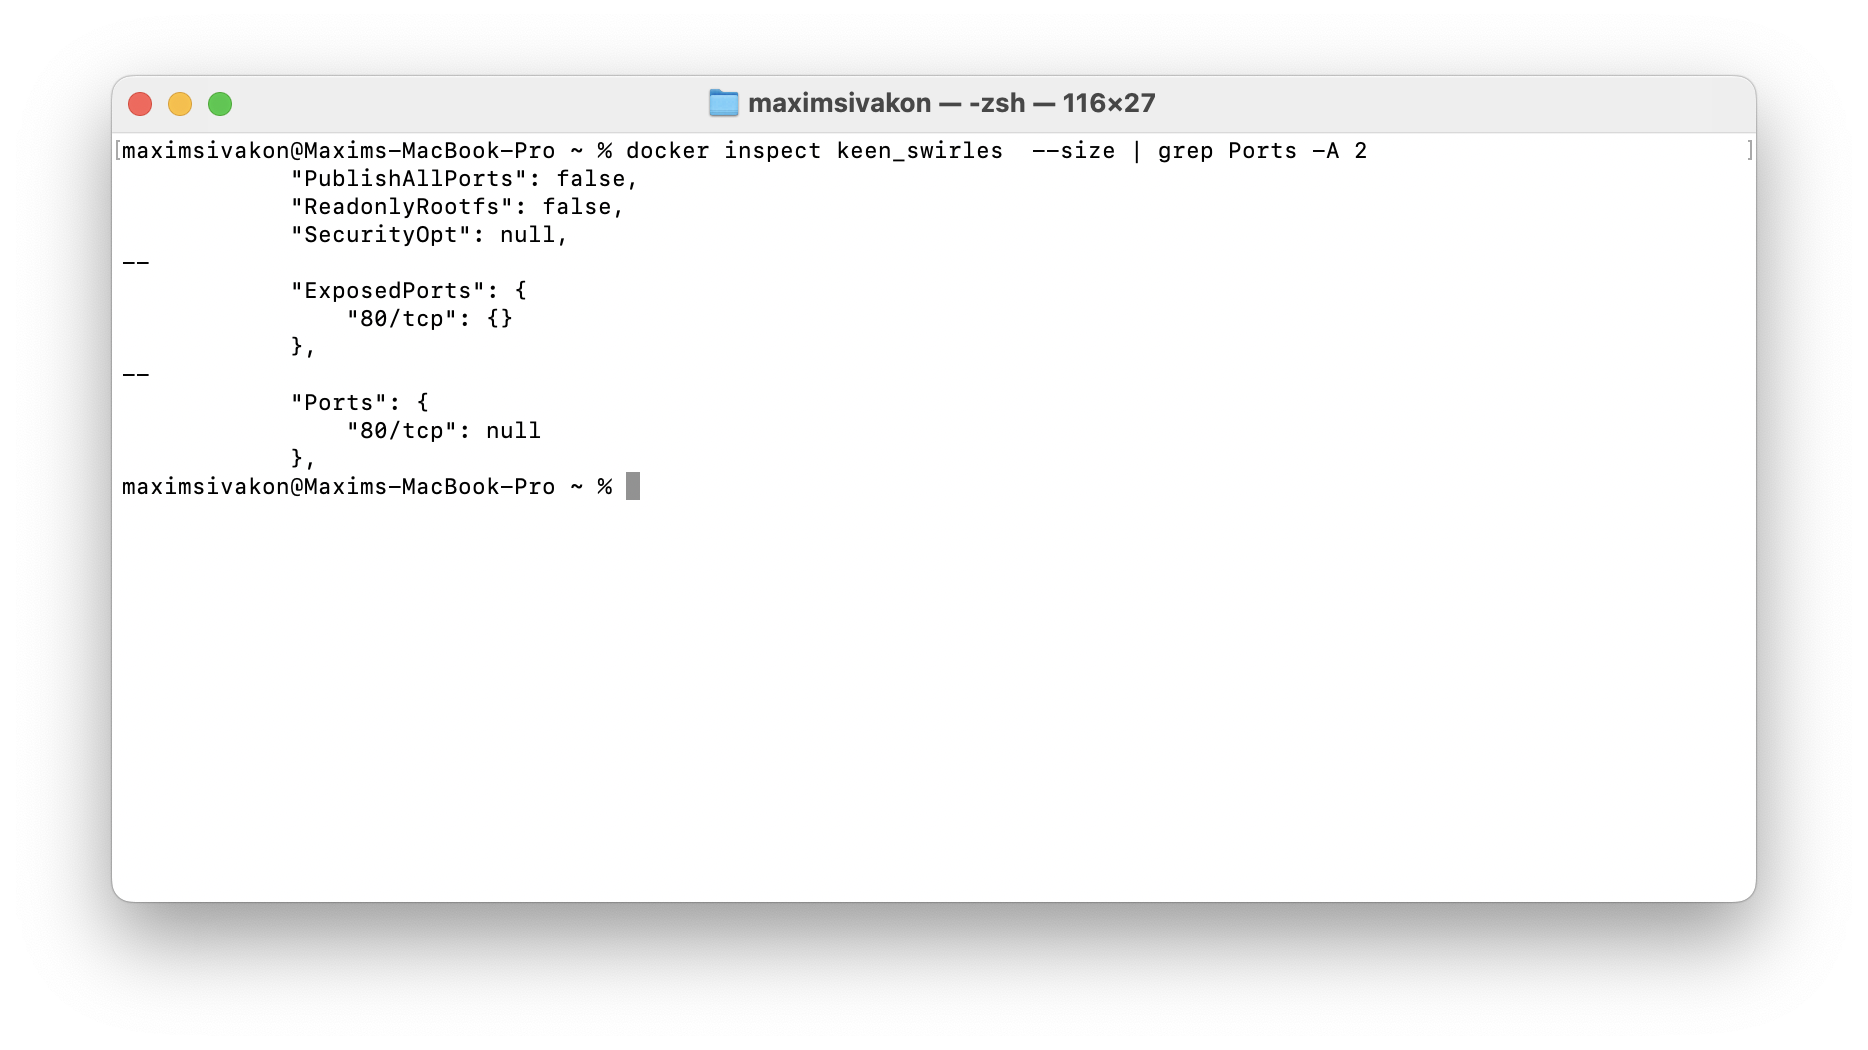 maximsivakon — -zsh — 116×27
[maximsivakon@Maxims-MacBook-Pro ~ % docker inspect keen_swirles  --size | grep Ports -A 2 ]
            "PublishAllPorts": false,
            "ReadonlyRootfs": false,
            "SecurityOpt": null,
--
            "ExposedPorts": {
                "80/tcp": {}
            },
--
            "Ports": {
                "80/tcp": null
            },
maximsivakon@Maxims-MacBook-Pro ~ %